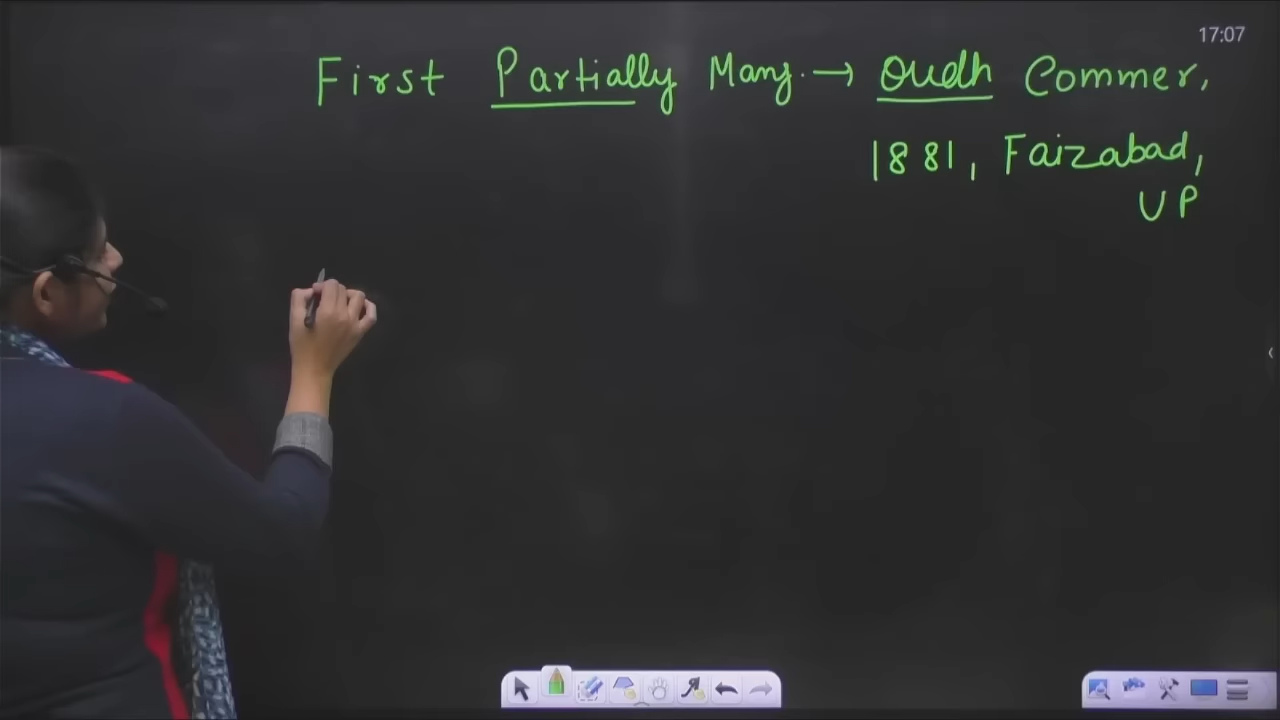 17:07
First Partially Mang. → Oudh Commer,
1881, Faizabad,
UP